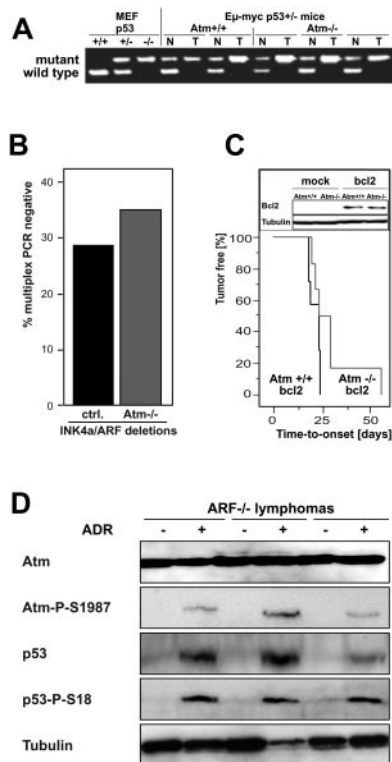 A
MEF
p53
Eμ-myc p53+/- mice
Atm+++
Atm-/-
+/+ +/- -/- N T N T N T N T N T
mutant
wild type
B
% multiplex PCR negative
40
30
20
10
0
ctrl. Atm-/-
INK4a/ARF deletions
C
mock bcl2
Atm+/+ Atm-/- Atm+/+ Atm-/-
Bcl2
Tubulin
Tumor free [%]
100
80
60
40
20
0
Atm +/+
bcl2
Atm -/-
bcl2
0 25 50
Time-to-onset [days]
D
ARF-/- lymphomas
ADR - + - + - +
Atm
Atm-P-S1987
p53
p53-P-S18
Tubulin